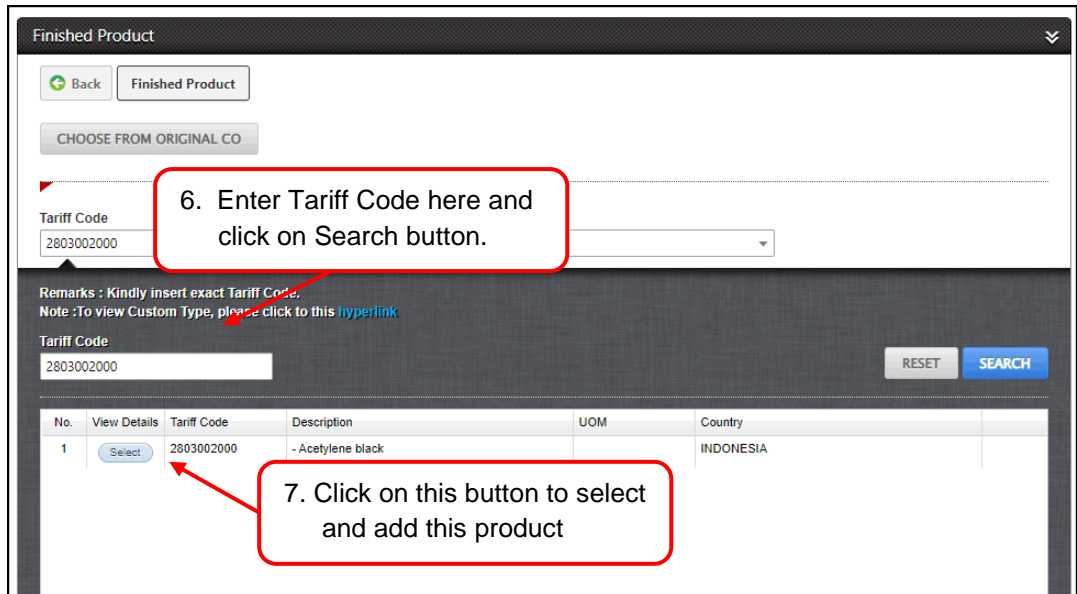 Finished Product
Back
Finished Product
CHOOSE FROM ORIGINAL CO
6. Enter Tariff Code here and
click on Search button.
Tariff Code
2803002000
Remarks : Kindly insert exact Tariff Code.
Note :To view Custom Type, please click to this hyperlink
Tariff Code
2803002000
RESET
SEARCH
No. View Details Tariff Code Description UOM Country
1 Select 2803002000 - Acetylene black INDONESIA
7. Click on this button to select
and add this product